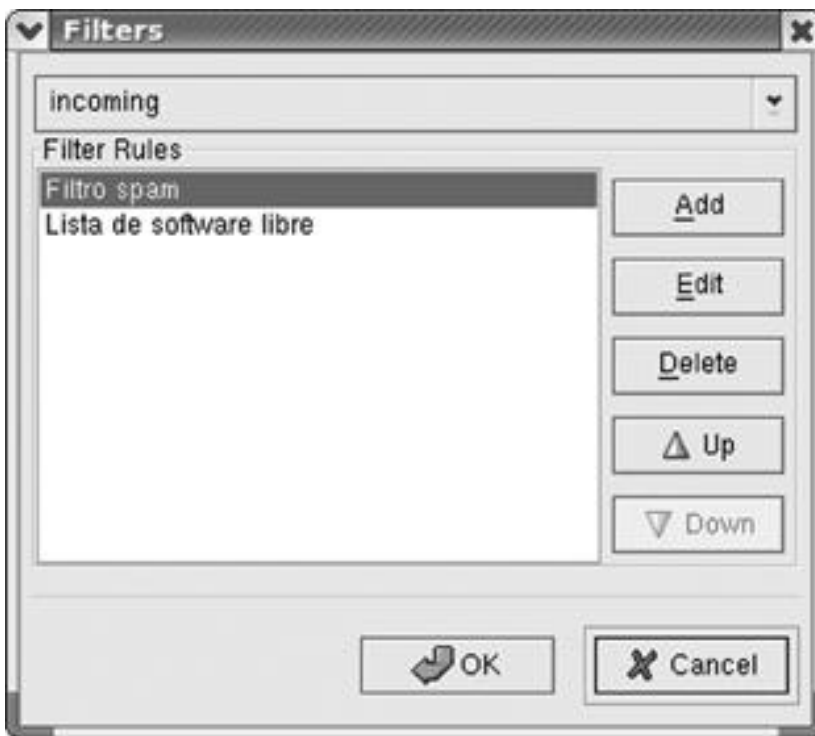 Filters
incoming
Filter Rules
Filtro spam
Lista de software libre
Add
Edit
Delete
Up
Down
OK
Cancel